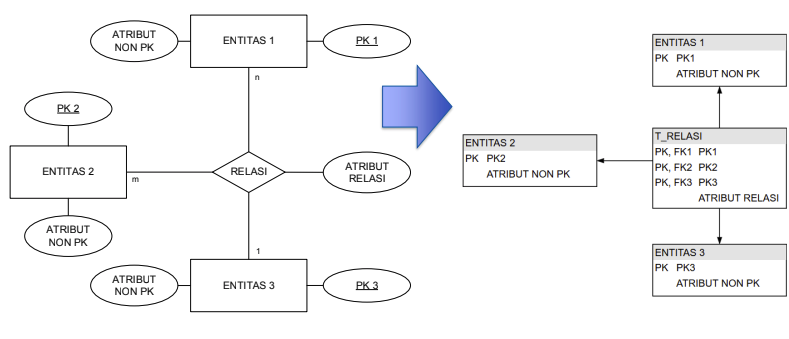 ATRIBUT
NON PK
ENTITAS 1
PK 1
n
PK 2
ENTITAS 2
m
RELASI
ATRIBUT
RELASI
ATRIBUT
NON PK
1
ATRIBUT
NON PK
ENTITAS 3
PK 3
ENTITAS 1
PK PK1
ATRIBUT NON PK
ENTITAS 2
PK PK2
ATRIBUT NON PK
T_RELASI
PK, FK1 PK1
PK, FK2 PK2
PK, FK3 PK3
ATRIBUT RELASI
ENTITAS 3
PK PK3
ATRIBUT NON PK